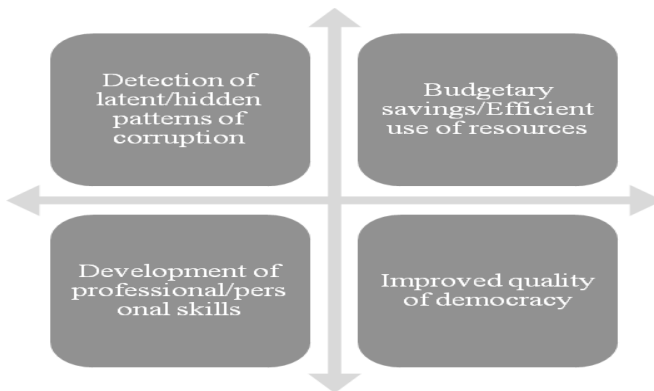 Detection of
latent/hidden
patterns of
corruption
Budgetary
savings/Efficient
use of resources
Development of
professional/pers
onal skills
Improved quality
of democracy